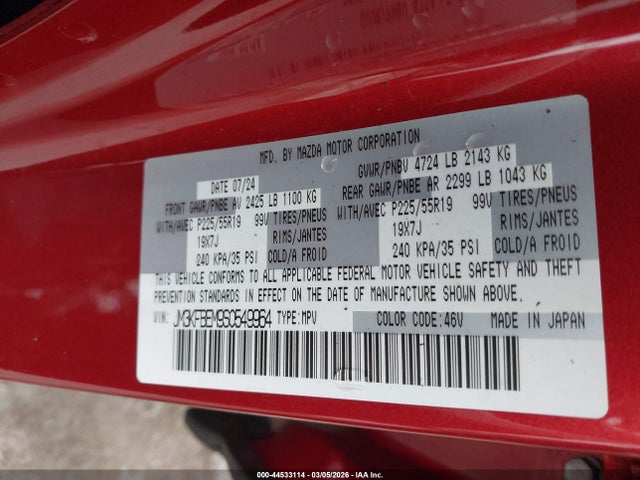 MFD. BY MAZDA MOTOR CORPORATION
DATE 07/24 GVWR/PNBV 4724 LB 2143 KG
FRONT GAWR/PNBE AV 2425 LB 1100 KG REAR GAWR/PNBE AR 2299 LB 1043 KG
WITH/AVEC P225/55R19 99V TIRES/PNEUS WITH/AVEC P225/55R19 99V TIRES/PNEUS
19X7J RIMS/JANTES 19X7J RIMS/JANTES
240 KPA/35 PSI COLD/A FROID 240 KPA/35 PSI COLD/A FROID
THIS VEHICLE CONFORMS TO ALL APPLICABLE FEDERAL MOTOR VEHICLE SAFETY AND THEFT
PREVENTION STANDARDS IN EFFECT ON THE DATE OF MANUFACTURE SHOWN ABOVE.
VIN: JM3KFBEM9S0549964 TYPE: MPV COLOR CODE: 46V MADE IN JAPAN
000-44533114 - 03/05/2026 - IAA Inc.